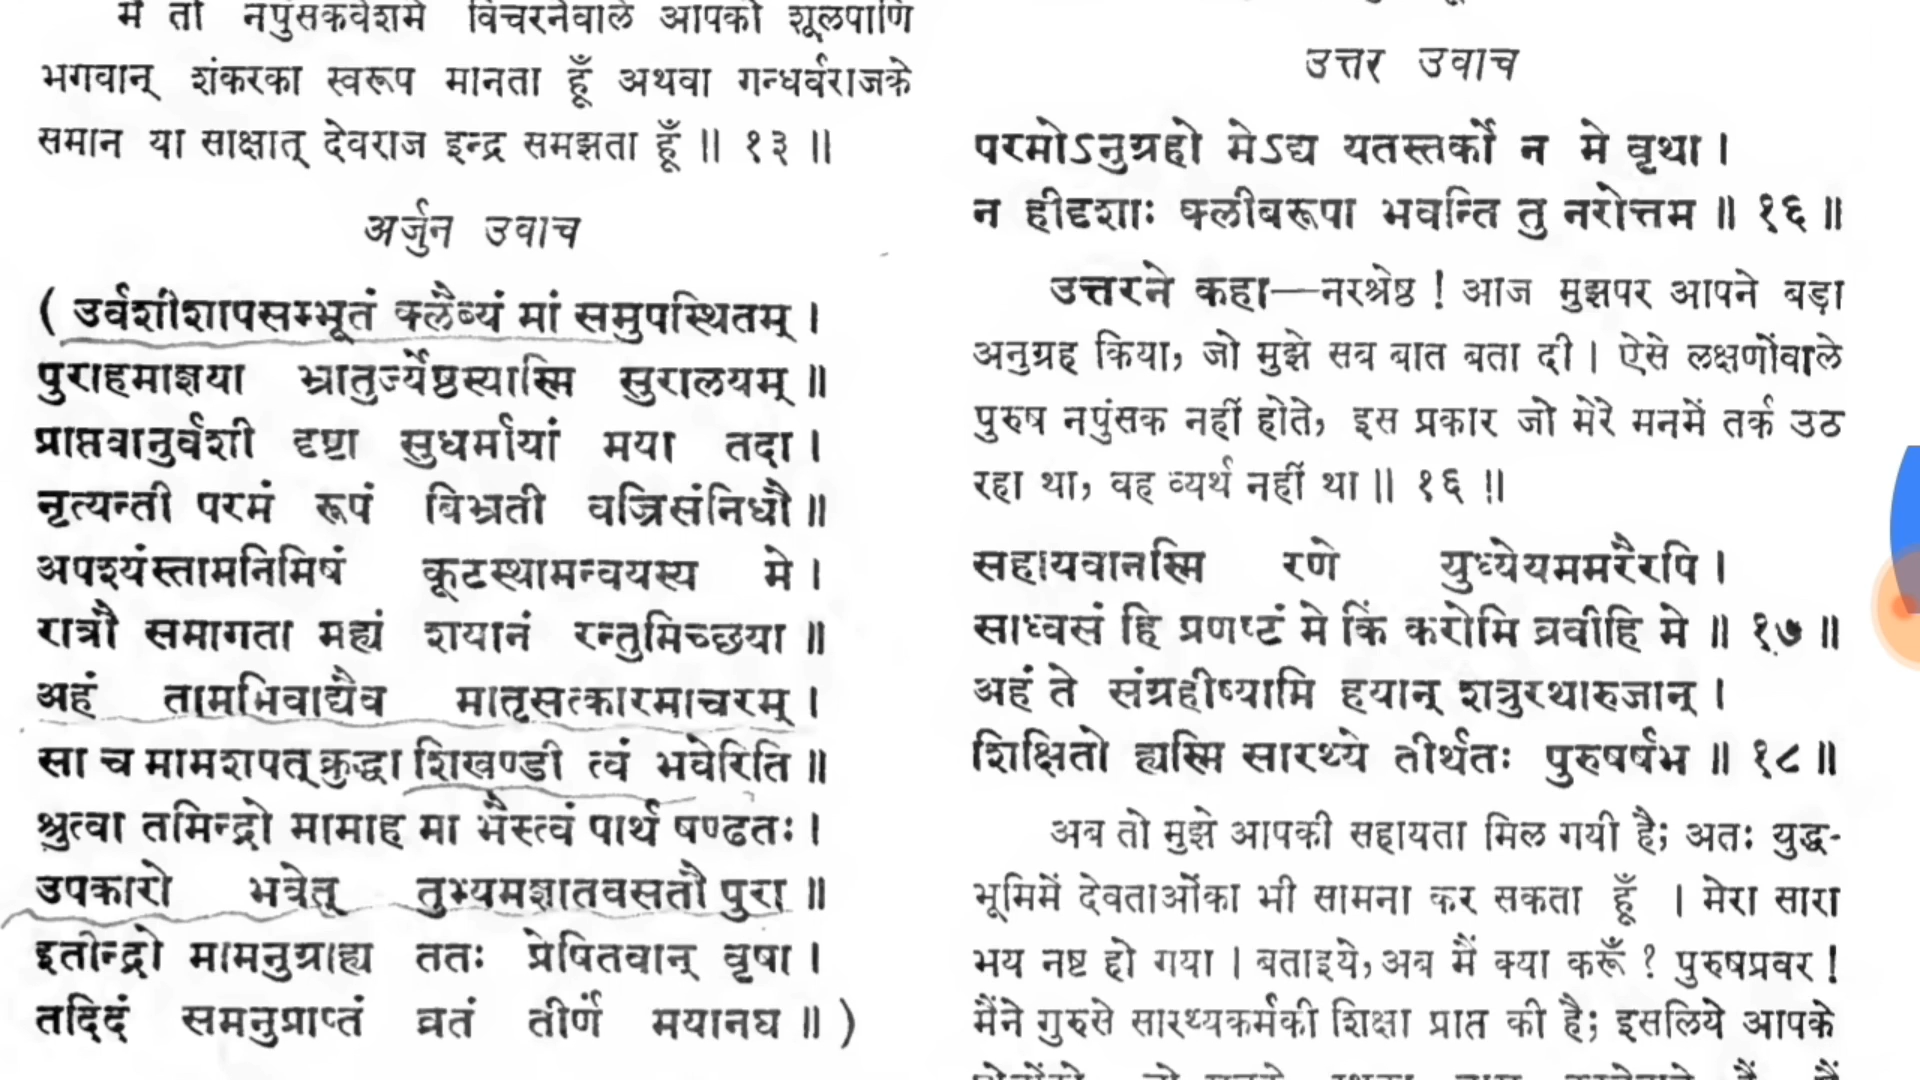 मैं तो नपुंसकवेशमें विचरनेवाले आपको शूलपाणि
भगवान् शंकरका स्वरूप मानता हूँ अथवा गन्धर्वराजके
समान या साक्षात् देवराज इन्द्र समझता हूँ ॥ १३ ॥
अर्जुन उवाच
( उर्वशीशापसम्भूतं क्लैब्यं मां समुपस्थितम् ।
पुराहमाज्ञया भ्रातुर्ज्येष्ठस्यास्मि सुरालयम् ॥
प्राप्तवानुर्वशी दृष्टा सुधर्मायां मया तदा ।
नृत्यन्ती परमं रूपं बिभ्रती वज्रिसंनिधौ ॥
अपश्यंस्तामनिमिषं कूटस्थामन्वयस्य मे ।
रात्रौ समागता मह्यं शयानं रन्तुमिच्छया ॥
अहं तामभिवाद्यैव मातृसत्कारमाचरम् ।
सा च मामशपत् क्रुद्धा शिखण्डी त्वं भवेरिति ॥
श्रुत्वा तमिन्द्रो मामाह मा भैस्त्वं पार्थ षण्ढतः ।
उपकारो भवेत् तुभ्यमज्ञातवसतौ पुरा ॥
इतीन्द्रो मामनुग्राह्य ततः प्रेषितवान् वृषा ।
तदिदं समनुप्राप्तं व्रतं तीर्णं मयानघ ॥ )
उत्तर उवाच
परमोऽनुग्रहो मेऽद्य यतस्तर्को न मे वृथा ।
न हीदृशाः क्लीबरूपा भवन्ति तु नरोत्तम ॥ १६ ॥
उत्तरने कहा—नरश्रेष्ठ ! आज मुझपर आपने बड़ा
अनुग्रह किया, जो मुझे सब बात बता दी । ऐसे लक्षणोंवाले
पुरुष नपुंसक नहीं होते, इस प्रकार जो मेरे मनमें तर्क उठ
रहा था, वह व्यर्थ नहीं था ॥ १६ ॥
सहायवानस्मि रणे युध्येयममरैरपि ।
साध्वसं हि प्रणष्टं मे किं करोमि ब्रवीहि मे ॥ १७ ॥
अहं ते संग्रहीष्यामि हयान् शत्रुरथारुजान् ।
शिक्षितो ह्यस्मि सारथ्ये तीर्थतः पुरुषर्षभ ॥ १८ ॥
अब तो मुझे आपकी सहायता मिल गयी है; अतः युद्ध-
भूमिमें देवताओंका भी सामना कर सकता हूँ । मेरा सारा
भय नष्ट हो गया । बताइये, अब मैं क्या करूँ ? पुरुषप्रवर !
मैंने गुरुसे सारथ्यकर्मकी शिक्षा प्राप्त की है; इसलिये आपके